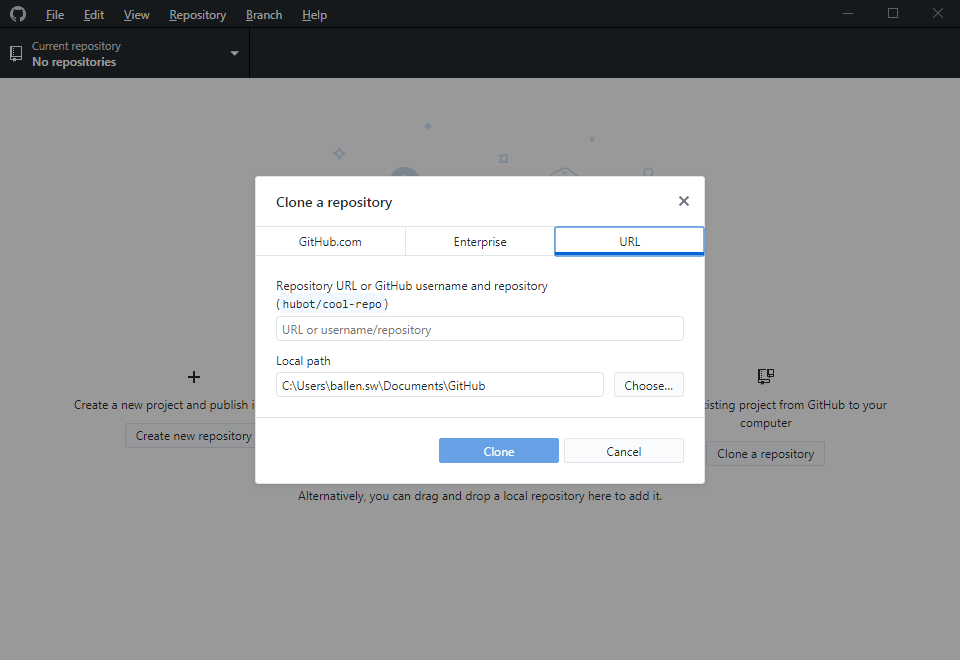 File Edit View Repository Branch Help
Current repository
No repositories
Clone a repository
GitHub.com Enterprise URL
Repository URL or GitHub username and repository
(hubot/cool-repo)
URL or username/repository
Local path
C:\Users\ballen.sw\Documents\GitHub Choose...
Clone Cancel
Create a new project and publish
Create new repository
project from GitHub to your
computer
Clone a repository
Alternatively, you can drag and drop a local repository here to add it.